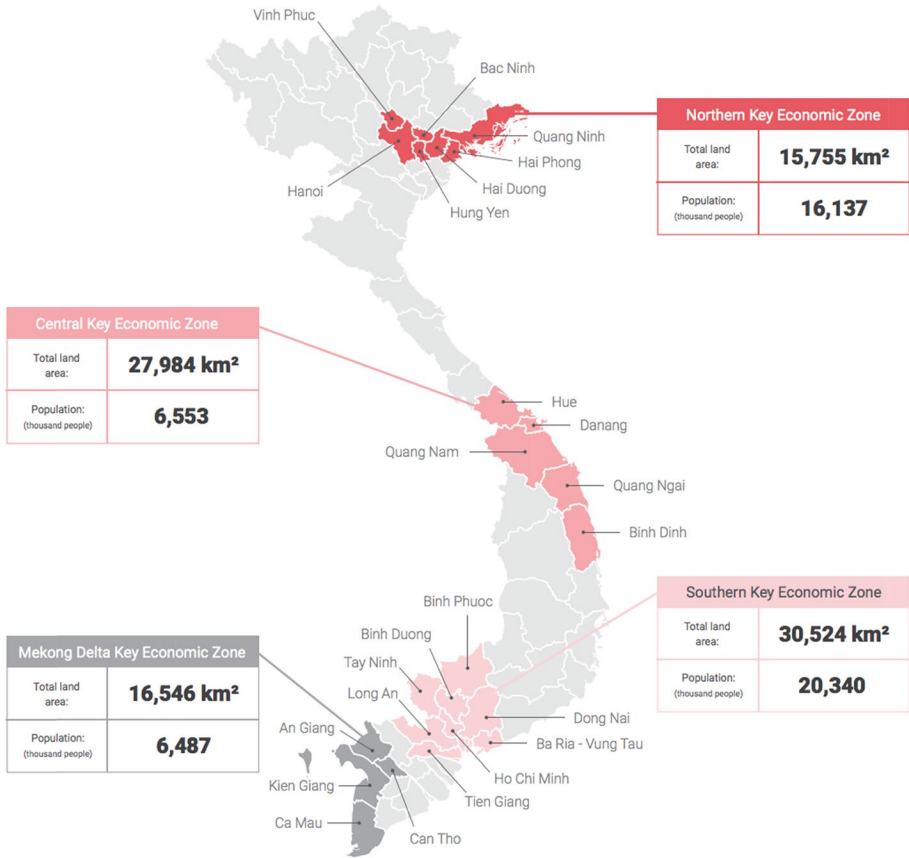 Vinh Phuc
Bac Ninh
Quang Ninh
Hai Phong
Hai Duong
Hung Yen
Hanoi
Northern Key Economic Zone
Total land
area:
15,755 km²
Population:
(thousand people)
16,137
Central Key Economic Zone
Total land
area:
27,984 km²
Population:
(thousand people)
6,553
Hue
Danang
Quang Nam
Quang Ngai
Binh Dinh
Southern Key Economic Zone
Total land
area:
30,524 km²
Population:
(thousand people)
20,340
Binh Phuoc
Binh Duong
Tay Ninh
Long An
Dong Nai
Ba Ria - Vung Tau
Ho Chi Minh
Tien Giang
Mekong Delta Key Economic Zone
Total land
area:
16,546 km²
Population:
(thousand people)
6,487
An Giang
Kien Giang
Ca Mau
Can Tho